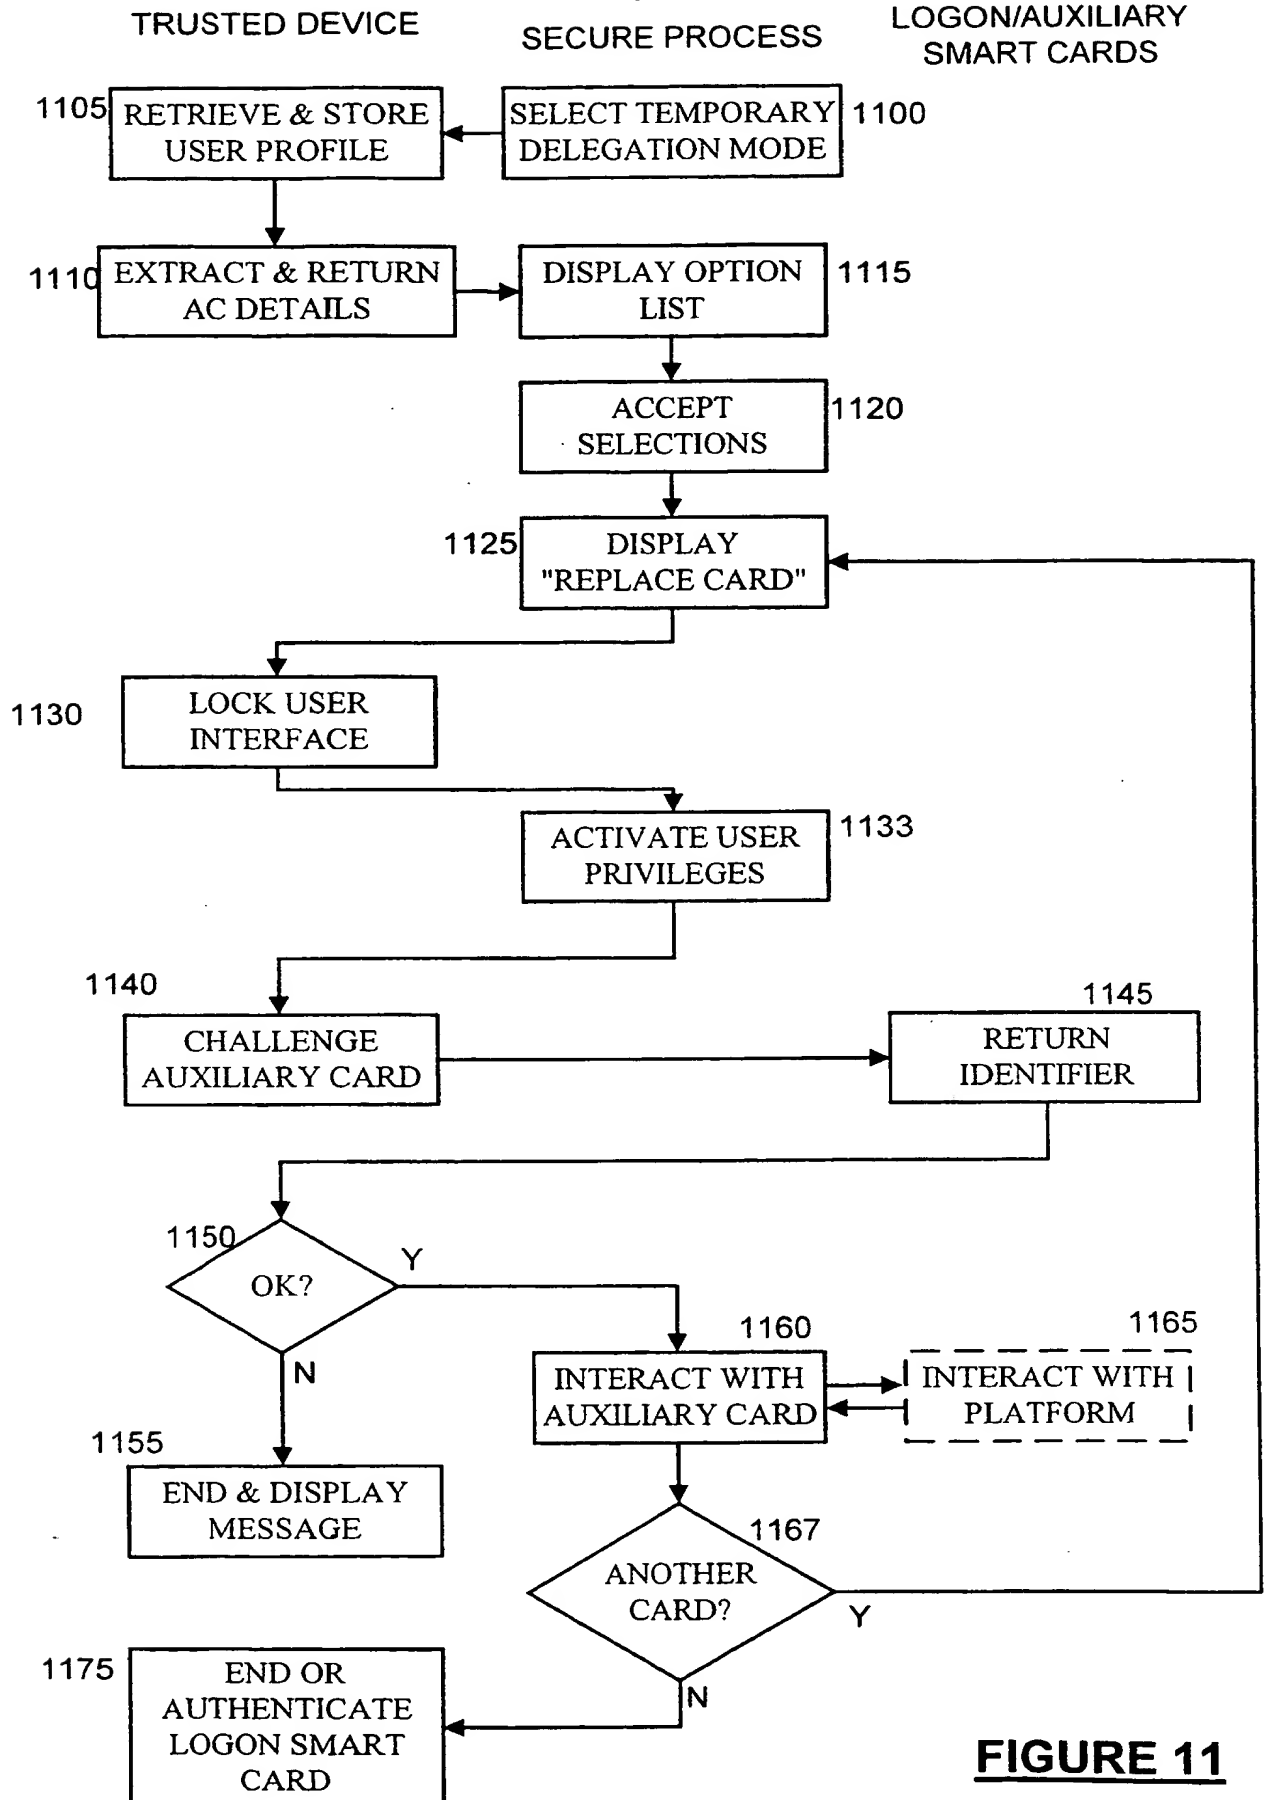 TRUSTED DEVICE
SECURE PROCESS
LOGON/AUXILIARY
SMART CARDS
1105
RETRIEVE & STORE
USER PROFILE
SELECT TEMPORARY
DELEGATION MODE
1100
1110
EXTRACT & RETURN
AC DETAILS
DISPLAY OPTION
LIST
1115
ACCEPT
SELECTIONS
1120
1125
DISPLAY
"REPLACE CARD"
1130
LOCK USER
INTERFACE
ACTIVATE USER
PRIVILEGES
1133
1140
CHALLENGE
AUXILIARY CARD
1145
RETURN
IDENTIFIER
1150
OK?
Y
N
1160
INTERACT WITH
AUXILIARY CARD
1165
INTERACT WITH
PLATFORM
1155
END & DISPLAY
MESSAGE
1167
ANOTHER
CARD?
Y
N
1175
END OR
AUTHENTICATE
LOGON SMART
CARD
FIGURE 11